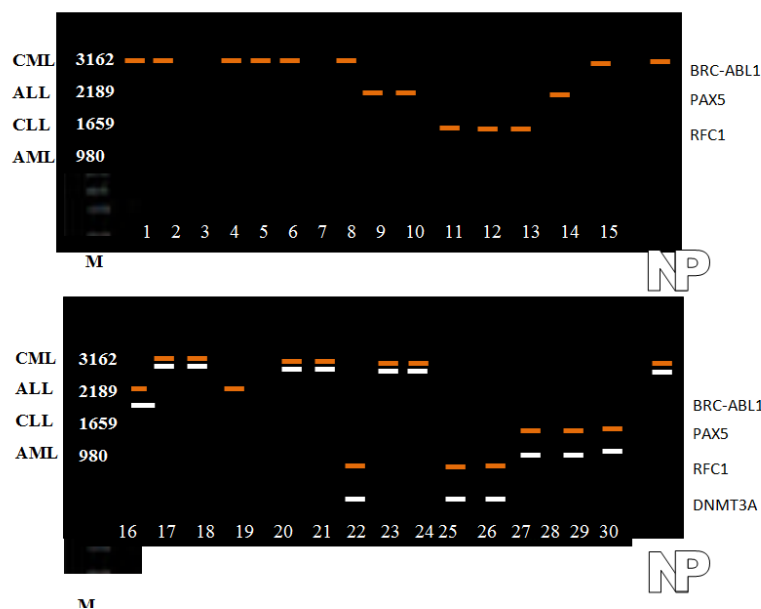 CML 3162 BRC-ABL1
ALL 2189 PAX5
CLL 1659 RFC1
AML 980
1 2 3 4 5 6 7 8 9 10 11 12 13 14 15
M NP
CML 3162
ALL 2189 BRC-ABL1
CLL 1659 PAX5
AML 980 RFC1
DNMT3A
16 17 18 19 20 21 22 23 24 25 26 27 28 29 30
NP
M